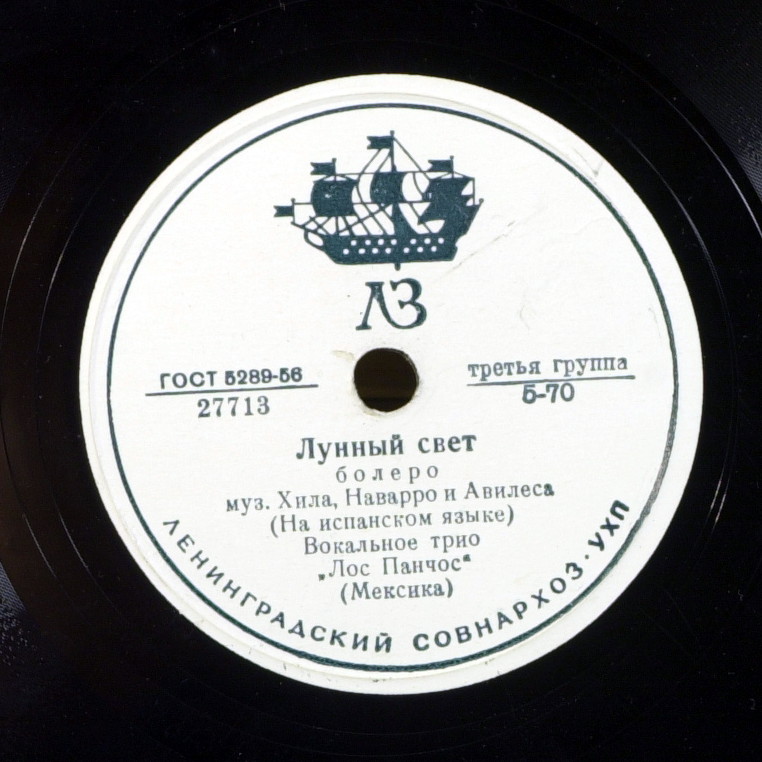 ЛЗ
ГОСТ 5289-56
27713
третья группа
5-70
Лунный свет
болеро
муз. Хила, Наварро и Авилеса
(На испанском языке)
Вокальное трио
„Лос Панчос"
(Мексика)
ЛЕНИНГРАДСКИЙ СОВНАРХОЗ · УХП